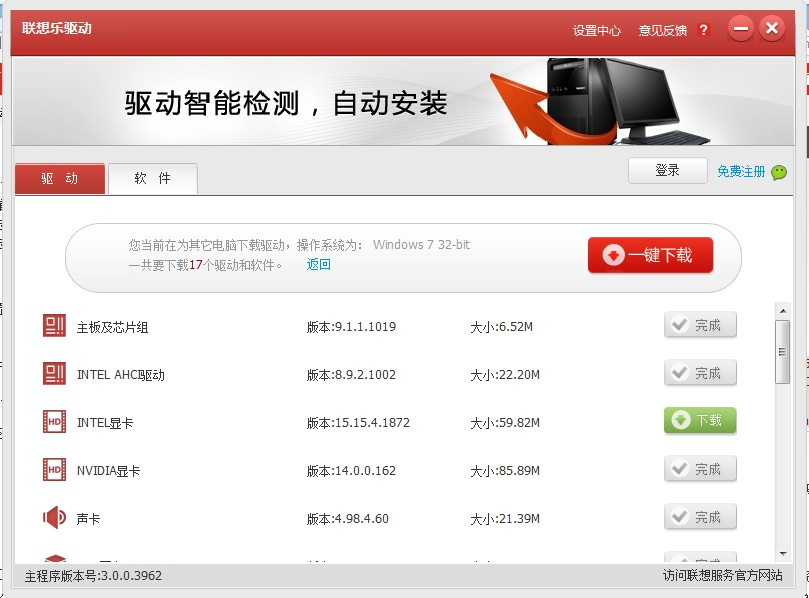 联想乐驱动
设置中心 意见反馈 ?
驱动智能检测，自动安装
驱 动 软 件 登录 免费注册
您当前在为其它电脑下载驱动，操作系统为： Windows 7 32-bit
一共要下载17个驱动和软件。 返回
一键下载
主板及芯片组 版本:9.1.1.1019 大小:6.52M 完成
INTEL AHCI驱动 版本:8.9.2.1002 大小:22.20M 完成
HD INTEL显卡 版本:15.15.4.1872 大小:59.82M 下载
HD NVIDIA显卡 版本:14.0.0.162 大小:85.89M 完成
声卡 版本:4.98.4.60 大小:21.39M 完成
主程序版本号:3.0.0.3962 访问联想服务官方网站